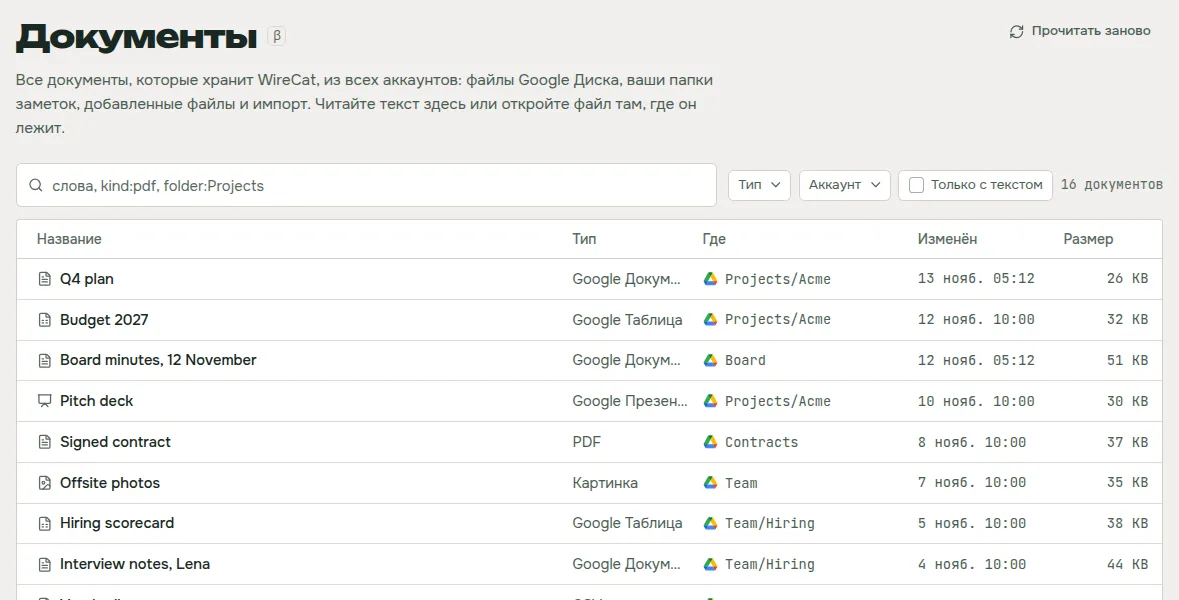 Документы β
Прочитать заново
Все документы, которые хранит WireCat, из всех аккаунтов: файлы Google Диска, ваши папки
заметок, добавленные файлы и импорт. Читайте текст здесь или откройте файл там, где он
лежит.
слова, kind:pdf, folder:Projects
Тип
Аккаунт
Только с текстом
16 документов
Название Тип Где Изменён Размер
Q4 plan Google Докум... Projects/Acme 13 нояб. 05:12 26 KB
Budget 2027 Google Таблица Projects/Acme 12 нояб. 10:00 32 KB
Board minutes, 12 November Google Докум... Board 12 нояб. 05:12 51 KB
Pitch deck Google Презен... Projects/Acme 10 нояб. 10:00 30 KB
Signed contract PDF Contracts 8 нояб. 10:00 37 KB
Offsite photos Картинка Team 7 нояб. 10:00 35 KB
Hiring scorecard Google Таблица Team/Hiring 5 нояб. 10:00 38 KB
Interview notes, Lena Google Докум... Team/Hiring 4 нояб. 10:00 44 KB